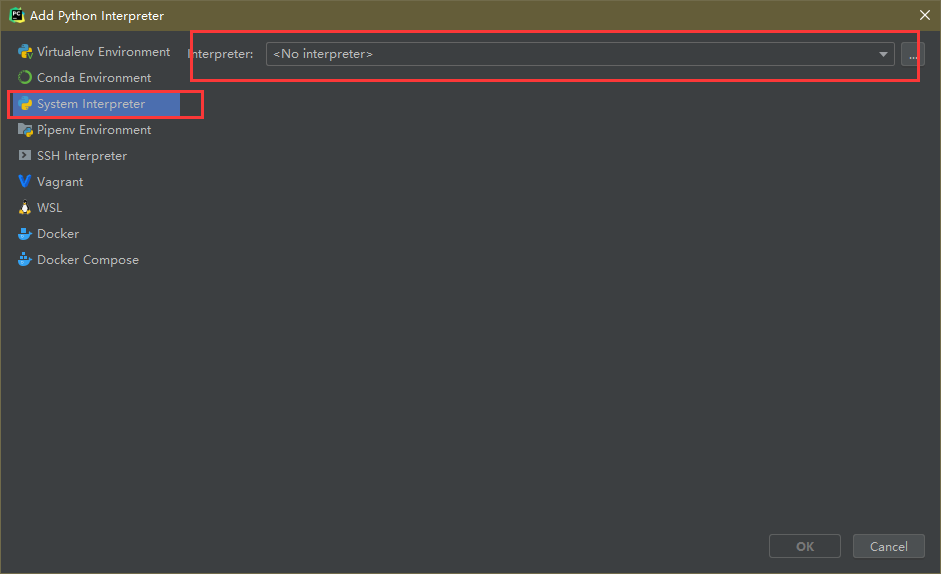 Add Python Interpreter
Virtualenv Environment
Conda Environment
System Interpreter
Pipenv Environment
SSH Interpreter
Vagrant
WSL
Docker
Docker Compose
Interpreter: <No interpreter> ...
OK Cancel